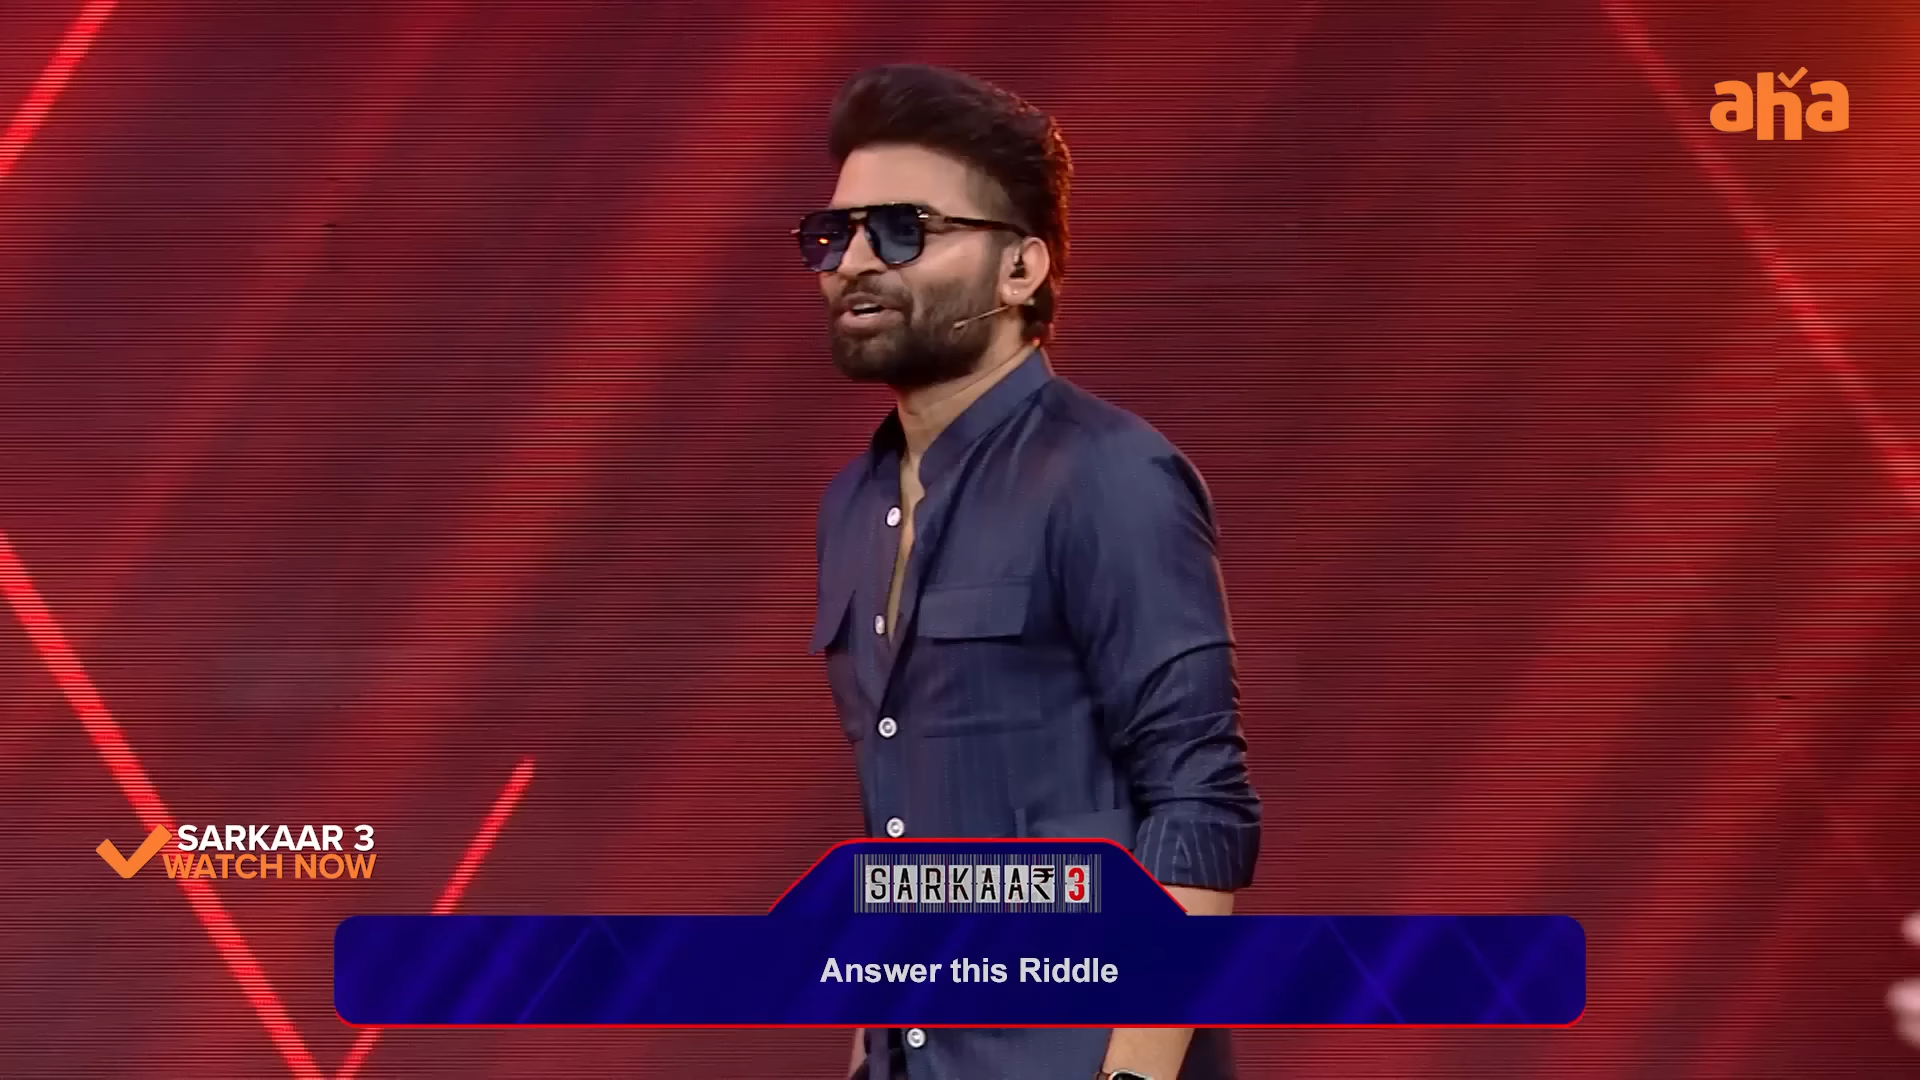 aha
SARKAAR 3
WATCH NOW
SARKAA₹ 3
Answer this Riddle